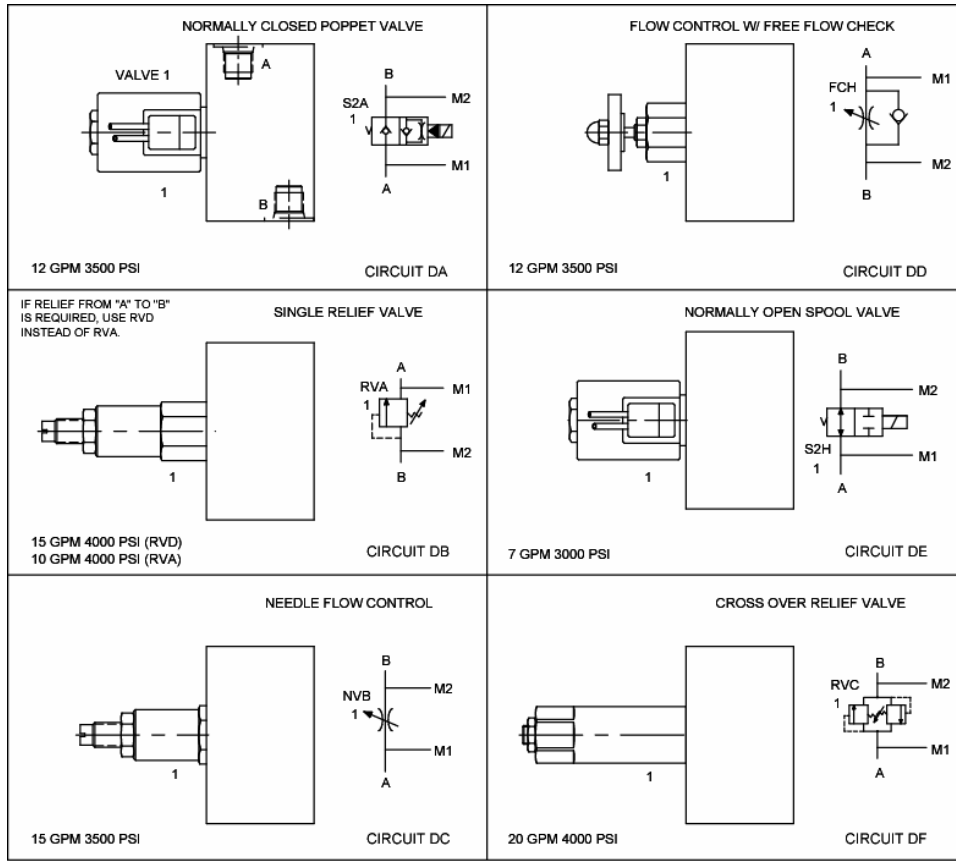 NORMALLY CLOSED POPPET VALVE
VALVE 1
A
B
1
B
M2
S2A
1
M1
A
12 GPM 3500 PSI
CIRCUIT DA
FLOW CONTROL W/ FREE FLOW CHECK
1
A
M1
FCH
1
M2
B
12 GPM 3500 PSI
CIRCUIT DD
IF RELIEF FROM "A" TO "B"
IS REQUIRED, USE RVD
INSTEAD OF RVA.
SINGLE RELIEF VALVE
1
A
M1
RVA
1
M2
B
15 GPM 4000 PSI (RVD)
10 GPM 4000 PSI (RVA)
CIRCUIT DB
NORMALLY OPEN SPOOL VALVE
1
B
M2
S2H
1
M1
A
7 GPM 3000 PSI
CIRCUIT DE
NEEDLE FLOW CONTROL
1
B
M2
NVB
1
M1
A
15 GPM 3500 PSI
CIRCUIT DC
CROSS OVER RELIEF VALVE
1
B
M2
RVC
1
M1
A
20 GPM 4000 PSI
CIRCUIT DF